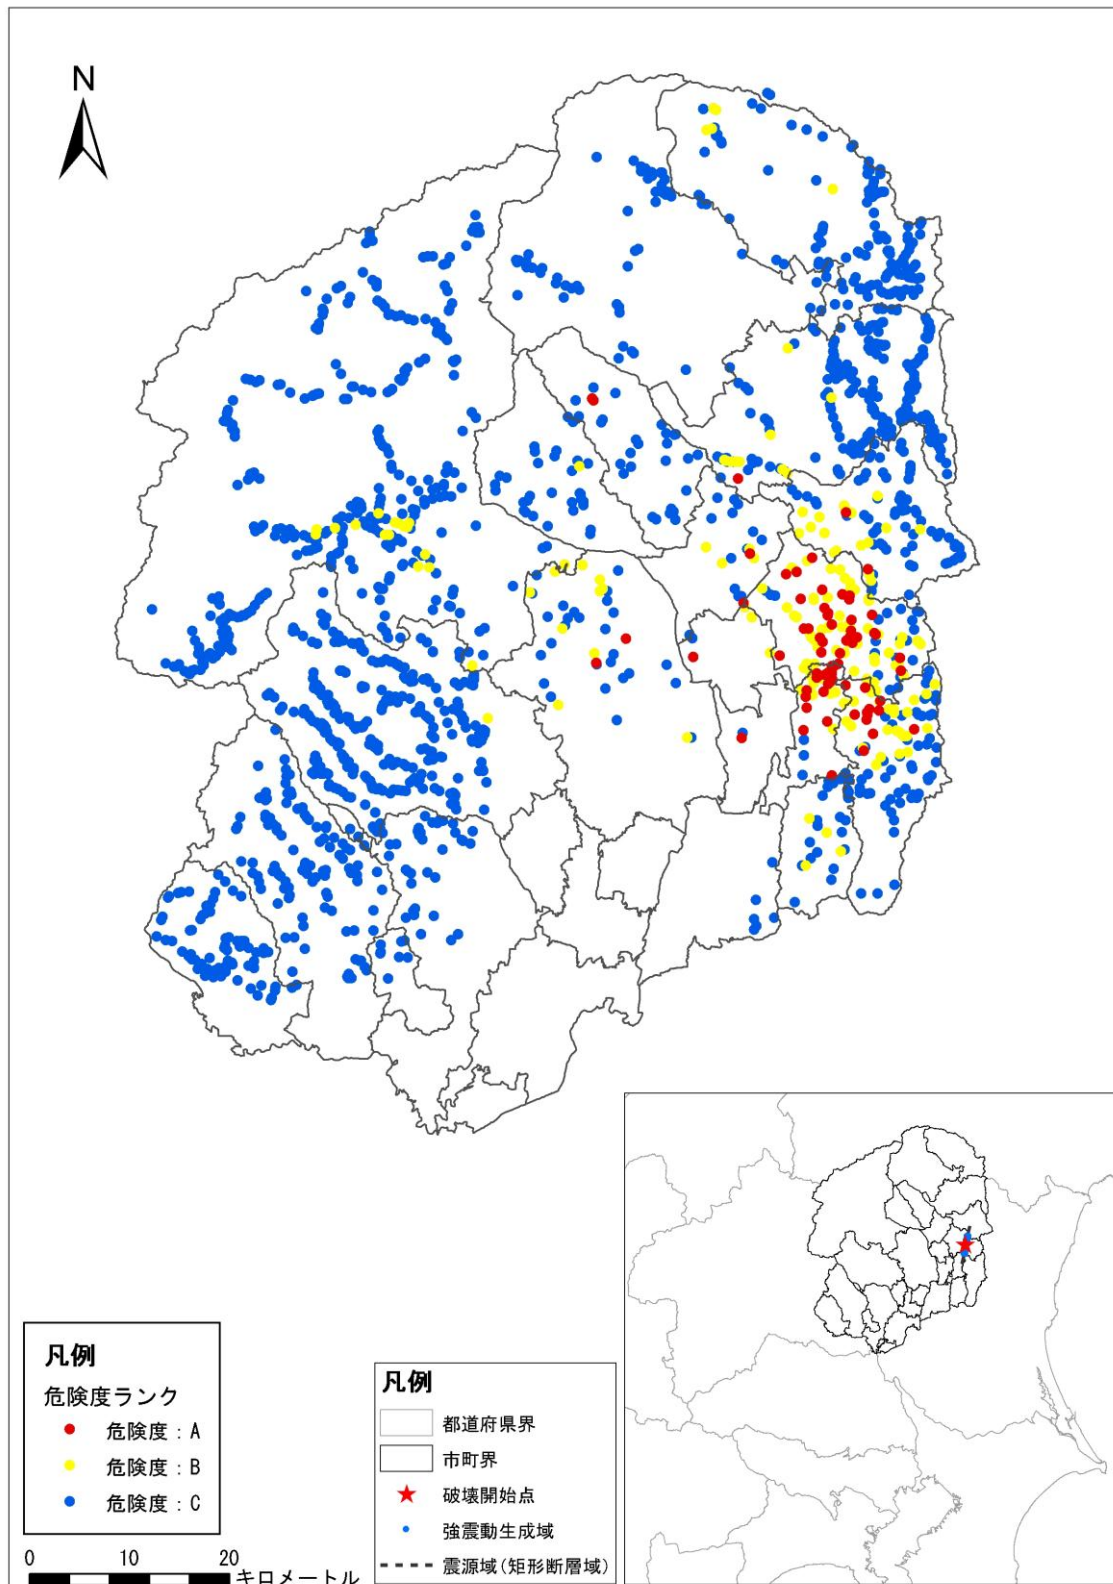 N
凡例
危険度ランク
危険度：A
危険度：B
危険度：C
0 10 20
キロメートル
凡例
都道府県界
市町界
破壊開始点
強震動生成域
震源域(矩形断層域)